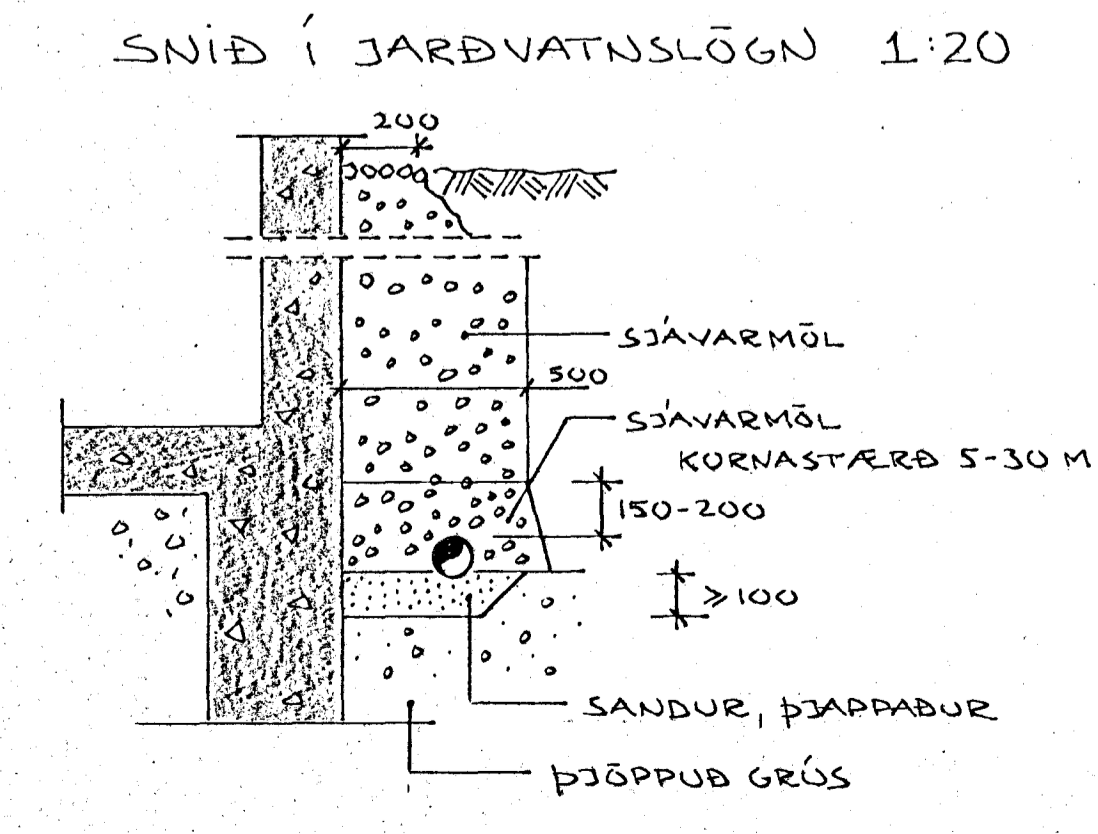 SNIÐ Í JARÐVATNSLÖGN 1:20
200
SJÁVARMÖL
500
SJÁVARMÖL
KORNASTÆRÐ 5-30 M
150-200
≥100
SANDUR, ÞJAPPAÐUR
ÞJÖPPUÐ GRÚS